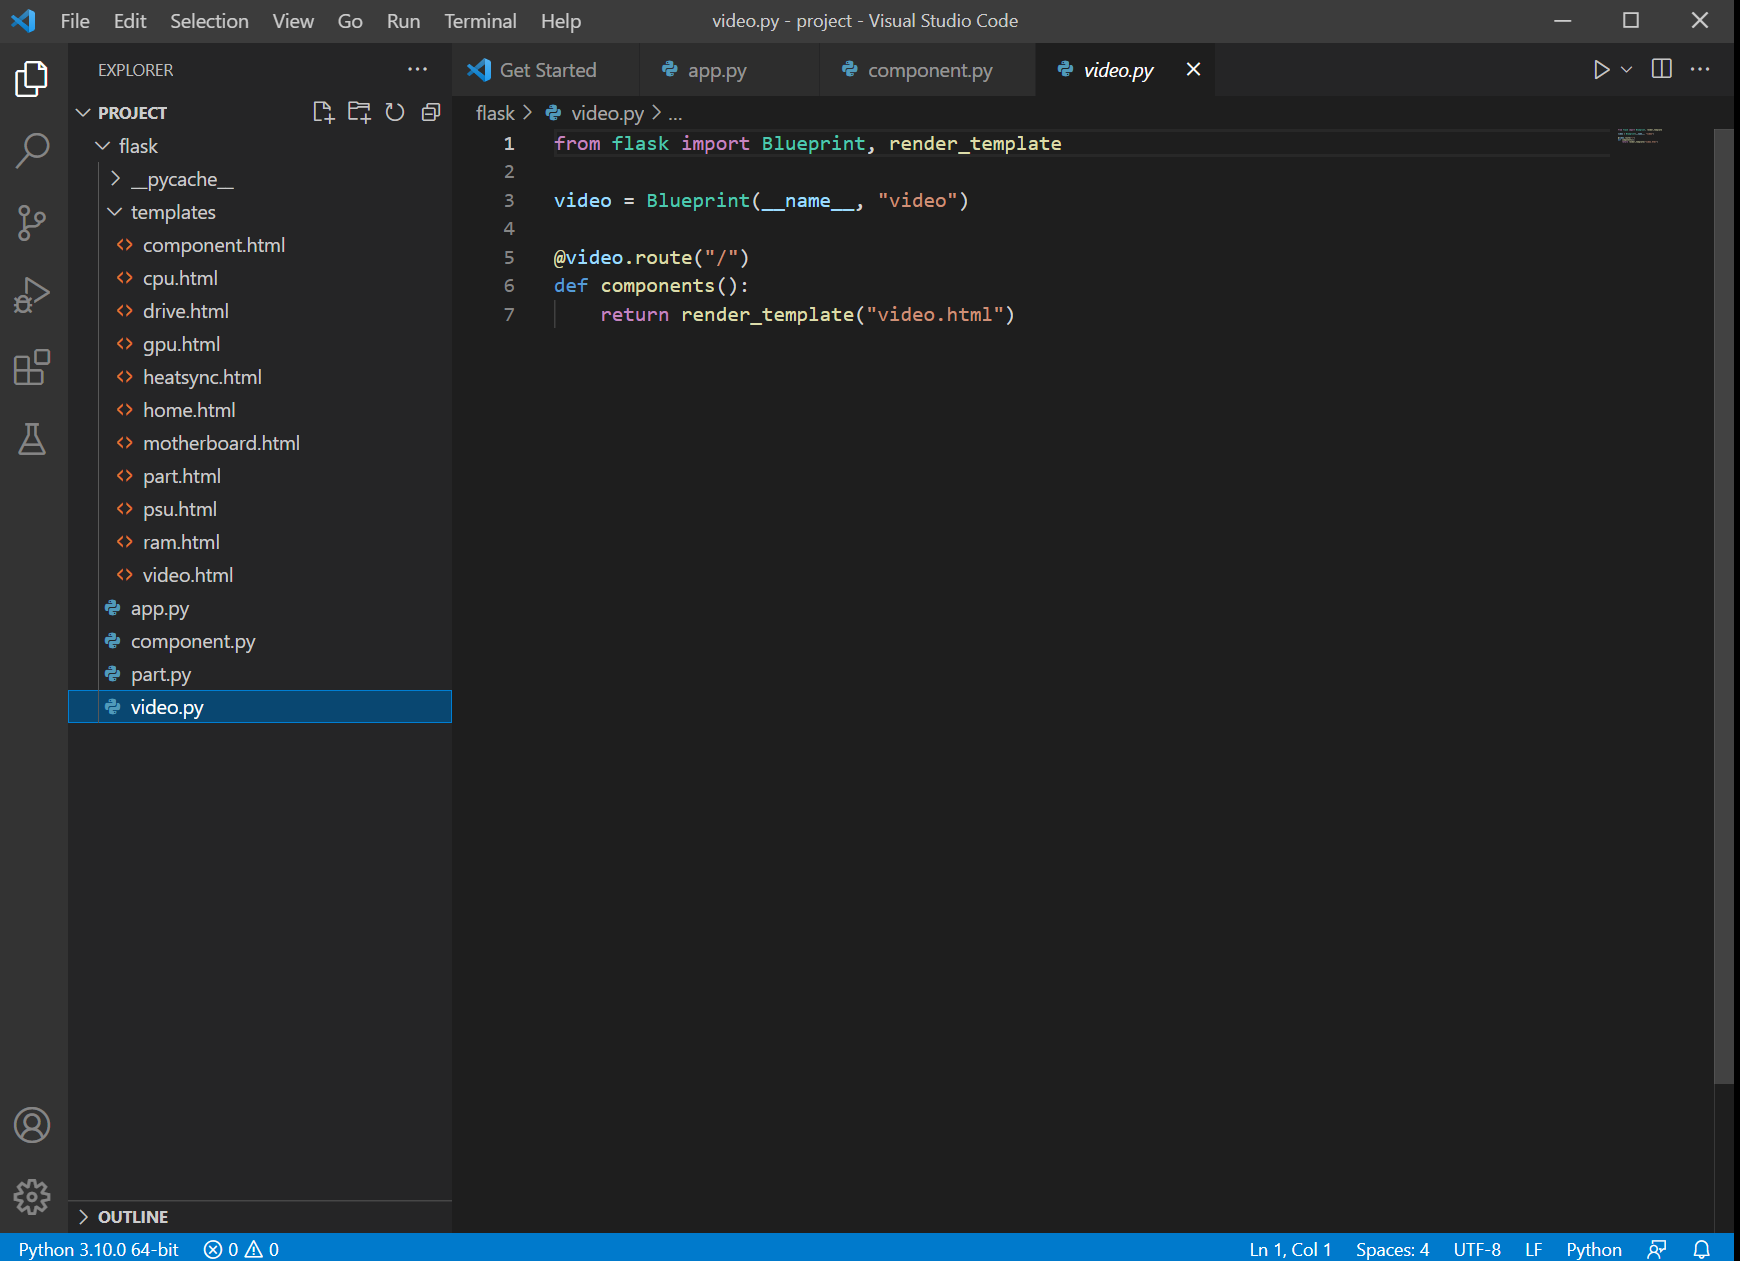 File Edit Selection View Go Run Terminal Help video.py - project - Visual Studio Code
EXPLORER
PROJECT
flask
__pycache__
templates
component.html
cpu.html
drive.html
gpu.html
heatsync.html
home.html
motherboard.html
part.html
psu.html
ram.html
video.html
app.py
component.py
part.py
video.py
OUTLINE
Get Started app.py component.py video.py
flask > video.py > ...
1 from flask import Blueprint, render_template
2
3 video = Blueprint(__name__, "video")
4
5 @video.route("/")
6 def components():
7 return render_template("video.html")
Python 3.10.0 64-bit 0 0 Ln 1, Col 1 Spaces: 4 UTF-8 LF Python